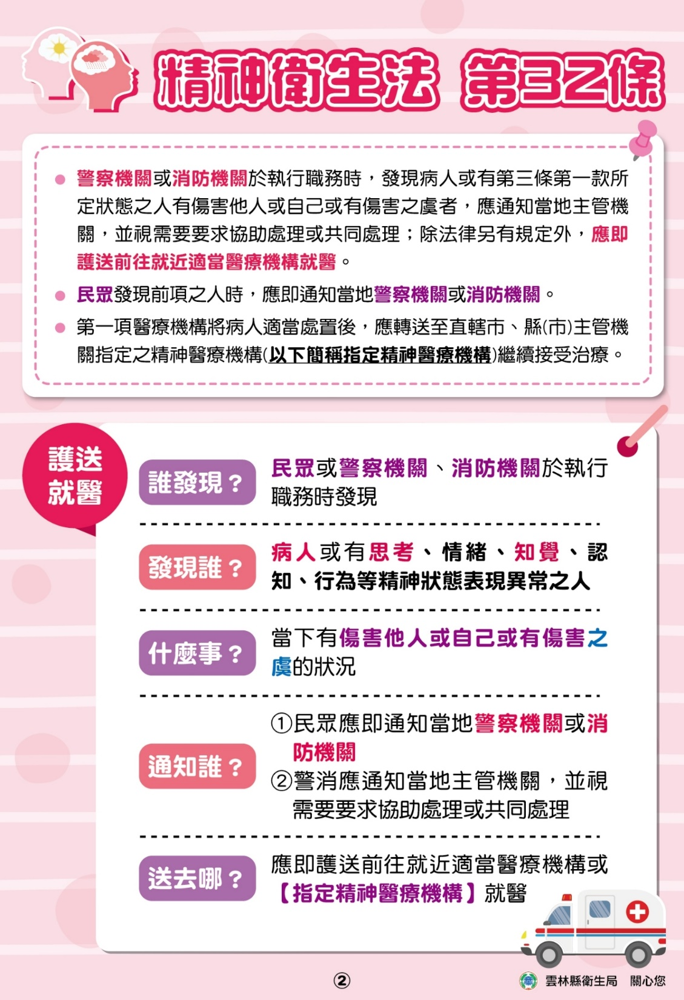 精神衛生法 第32條
警察機關或消防機關於執行職務時，發現病人或有第三條第一款所
定狀態之人有傷害他人或自己或有傷害之虞者，應通知當地主管機
關，並視需要要求協助處理或共同處理；除法律另有規定外，應即
護送前往就近適當醫療機構就醫。
民眾發現前項之人時，應即通知當地警察機關或消防機關。
第一項醫療機構將病人適當處置後，應轉送至直轄市、縣(市)主管機
關指定之精神醫療機構(以下簡稱指定精神醫療機構)繼續接受治療。
護送
就醫
誰發現？
民眾或警察機關、消防機關於執行
職務時發現
發現誰？
病人或有思考、情緒、知覺、認
知、行為等精神狀態表現異常之人
什麼事？
當下有傷害他人或自己或有傷害之
虞的狀況
通知誰？
①民眾應即通知當地警察機關或消
防機關
②警消應通知當地主管機關，並視
需要要求協助處理或共同處理
送去哪？
應即護送前往就近適當醫療機構或
【指定精神醫療機構】就醫
②
雲林縣衛生局 關心您